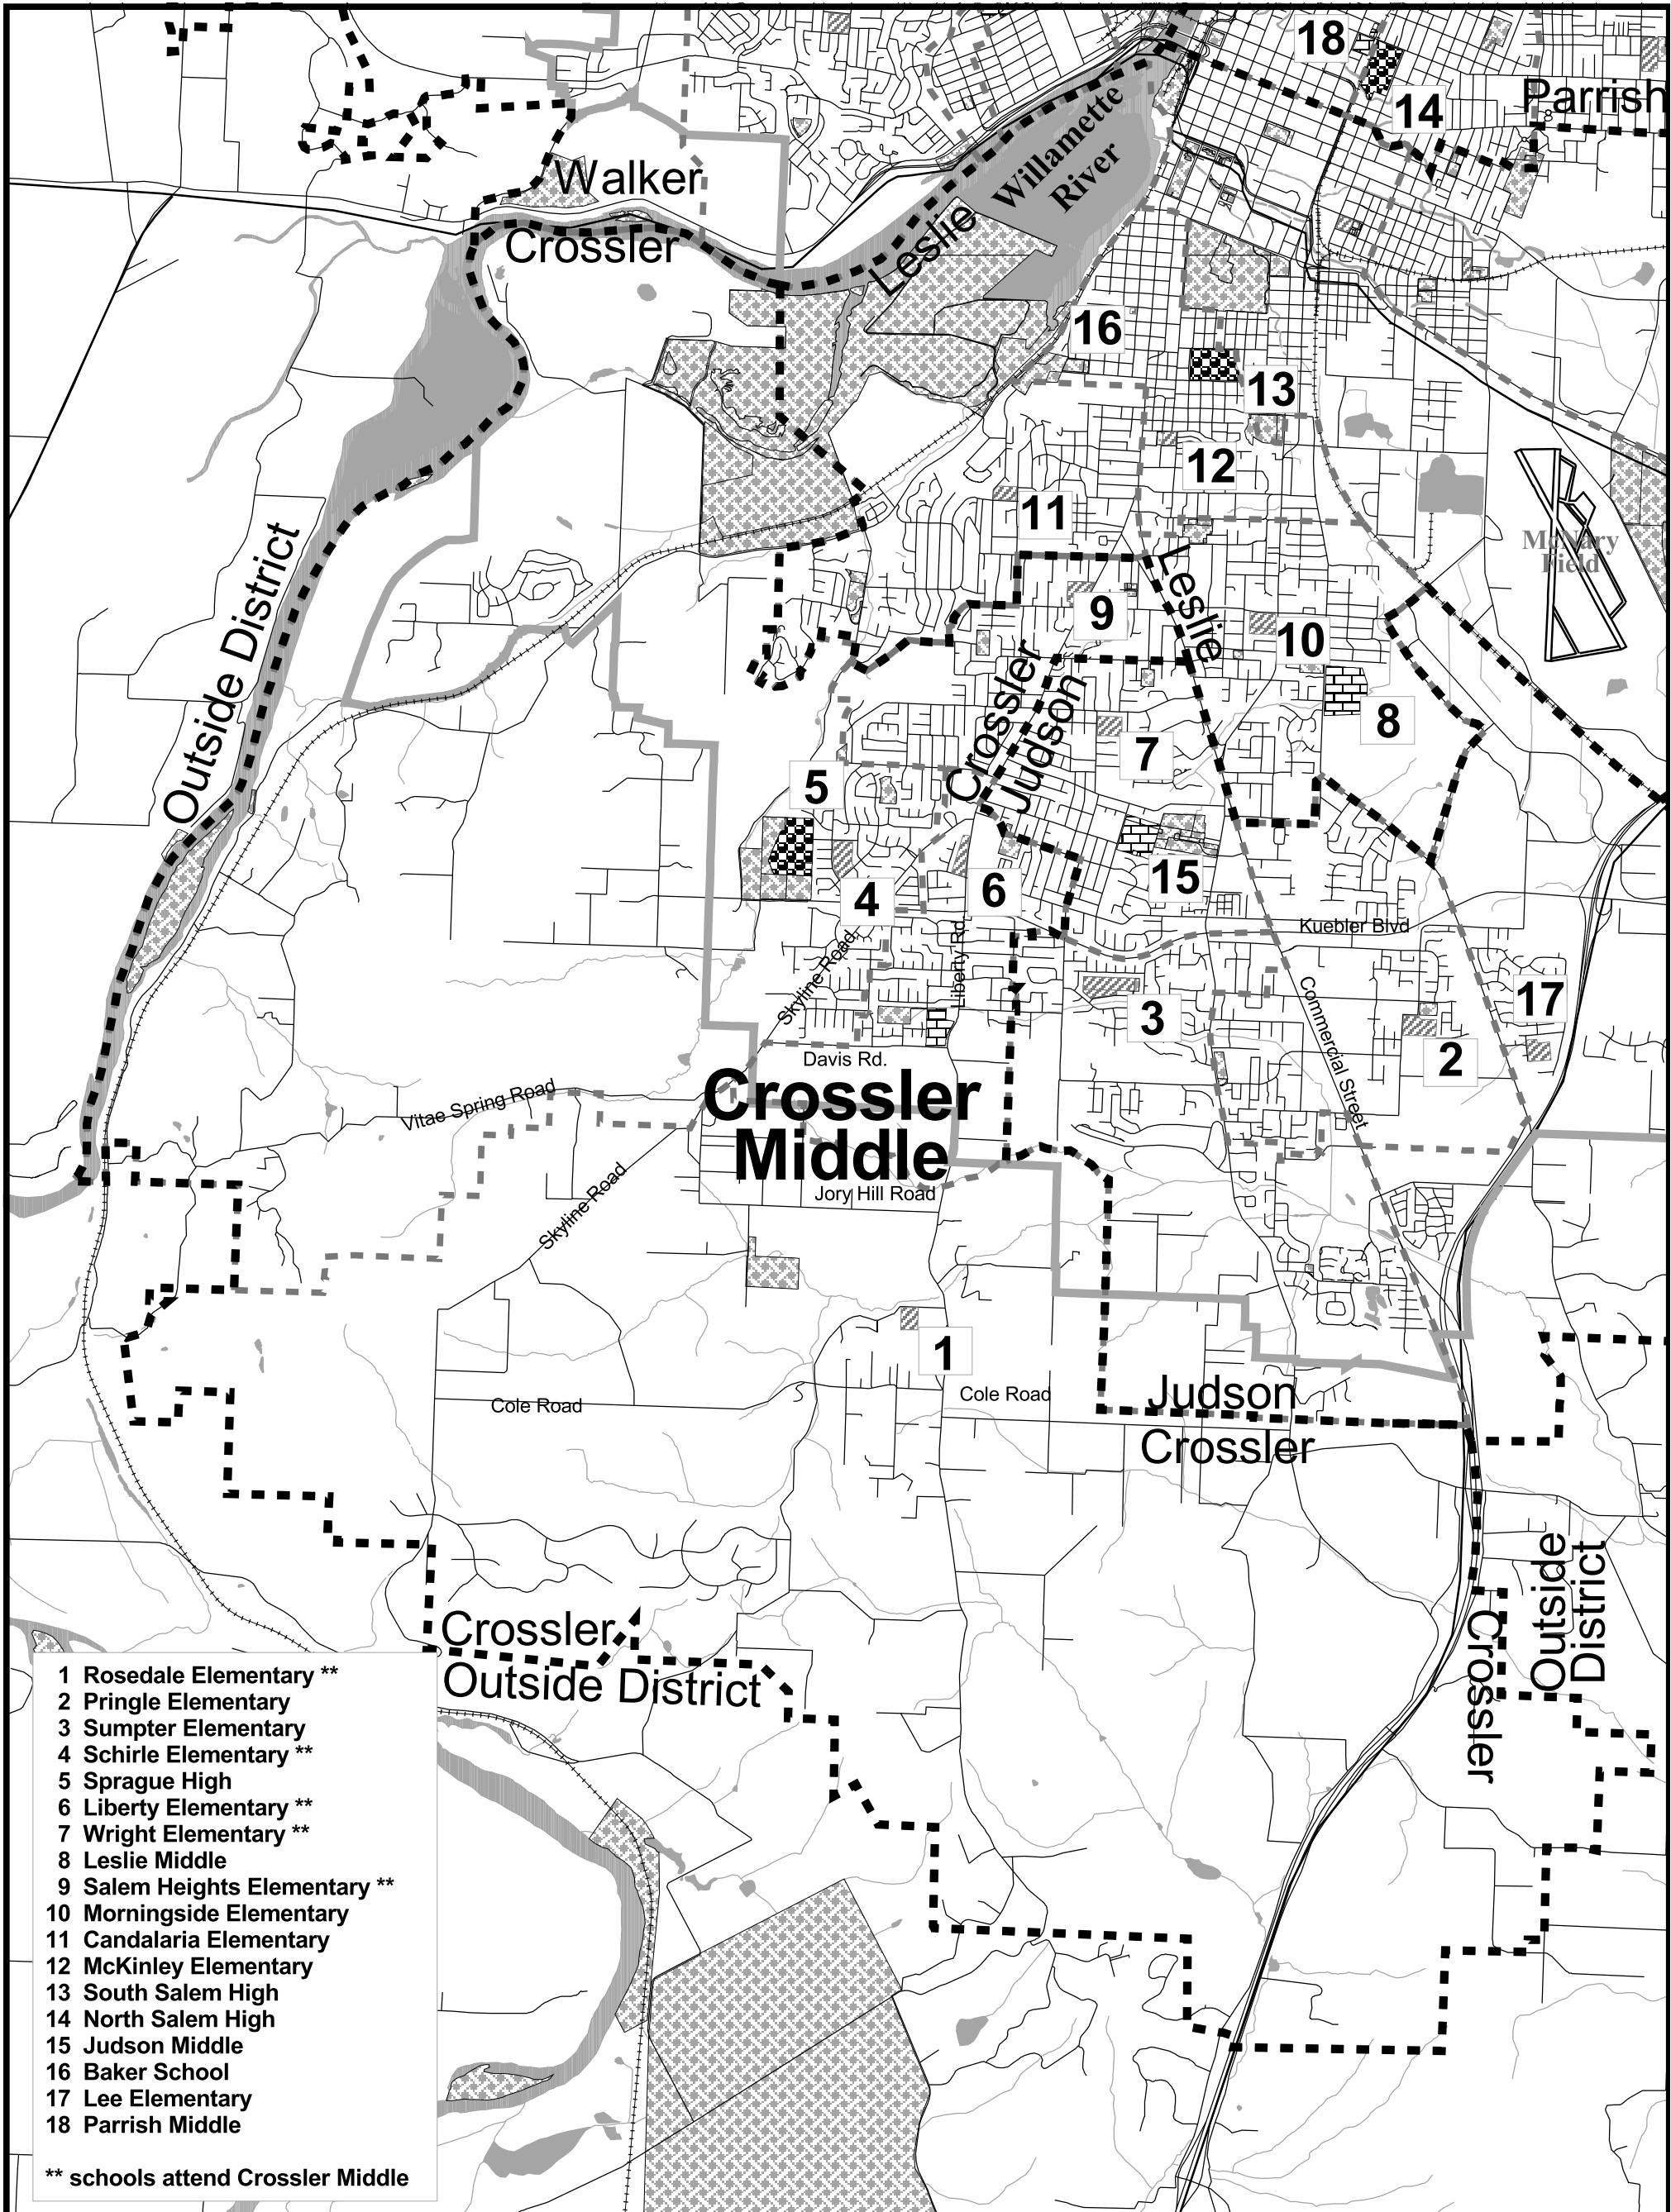 18
14
Parrish
8
Walker
Willamette
River
Crossler
Leslie
16
13
12
11
McNary
Field
Outside District
Leslie
9
10
Crossler
Judson
8
7
5
15
4
6
Kuebler Blvd
Liberty Rd.
Skyline Road
17
3
Commercial Street
2
Davis Rd.
Crossler
Middle
Vitae Spring Road
Jory Hill Road
Skyline Road
1
Cole Road
Cole Road
Judson
Crossler
Outside
District
Crossler
Crossler
Outside District
1 Rosedale Elementary **
2 Pringle Elementary
3 Sumpter Elementary
4 Schirle Elementary **
5 Sprague High
6 Liberty Elementary **
7 Wright Elementary **
8 Leslie Middle
9 Salem Heights Elementary **
10 Morningside Elementary
11 Candalaria Elementary
12 McKinley Elementary
13 South Salem High
14 North Salem High
15 Judson Middle
16 Baker School
17 Lee Elementary
18 Parrish Middle
** schools attend Crossler Middle